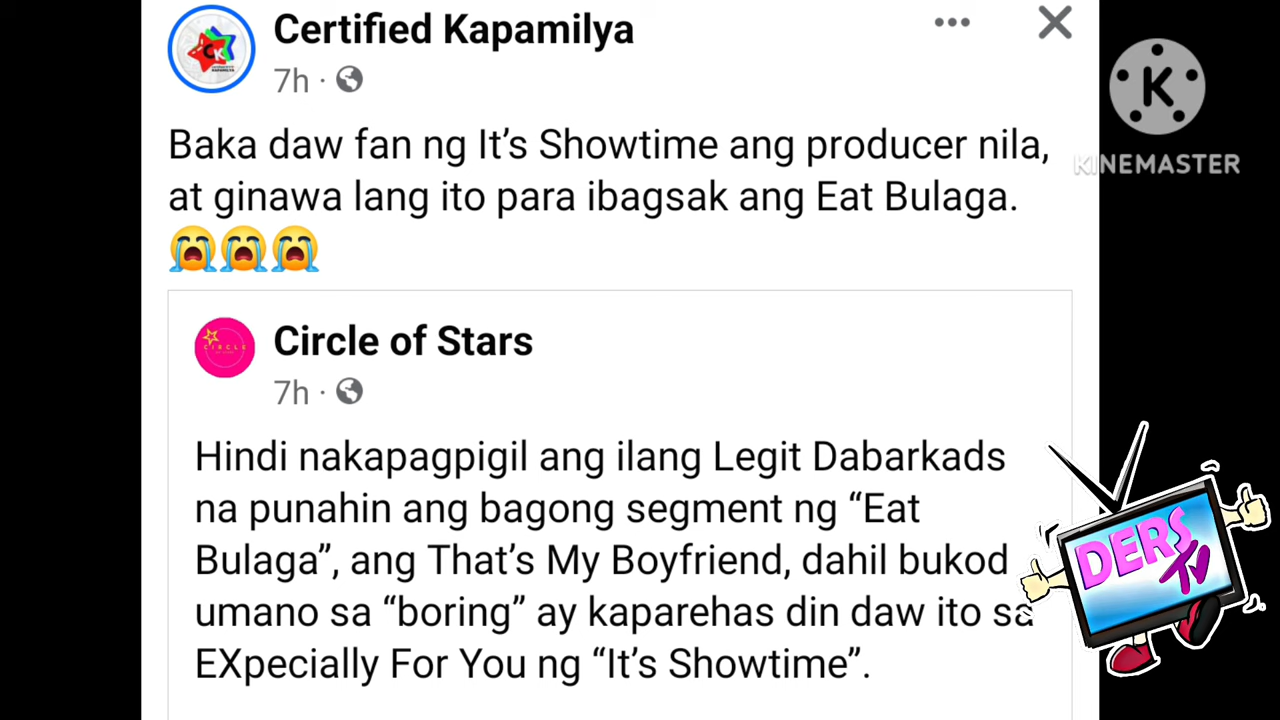 Certified Kapamilya
7h ·
KINEMASTER
Baka daw fan ng It’s Showtime ang producer nila,
at ginawa lang ito para ibagsak ang Eat Bulaga.
😭😭😭
Circle of Stars
7h ·
Hindi nakapagpigil ang ilang Legit Dabarkads
na punahin ang bagong segment ng “Eat
Bulaga”, ang That’s My Boyfriend, dahil bukod
umano sa “boring” ay kaparehas din daw ito sa
EXpecially For You ng “It’s Showtime”.
DERS
TV